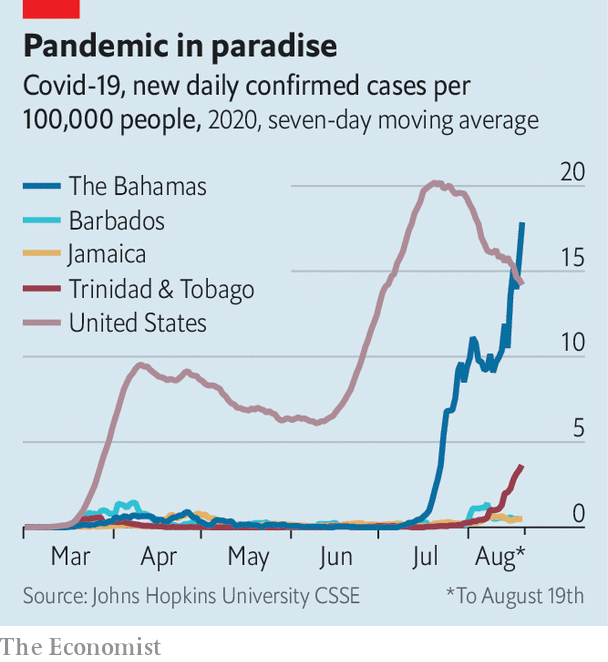 Pandemic in paradise
Covid-19, new daily confirmed cases per
100,000 people, 2020, seven-day moving average
The Bahamas
Barbados
Jamaica
Trinidad & Tobago
United States
20
15
10
5
0
Mar Apr May Jun Jul Aug*
Source: Johns Hopkins University CSSE *To August 19th
The Economist